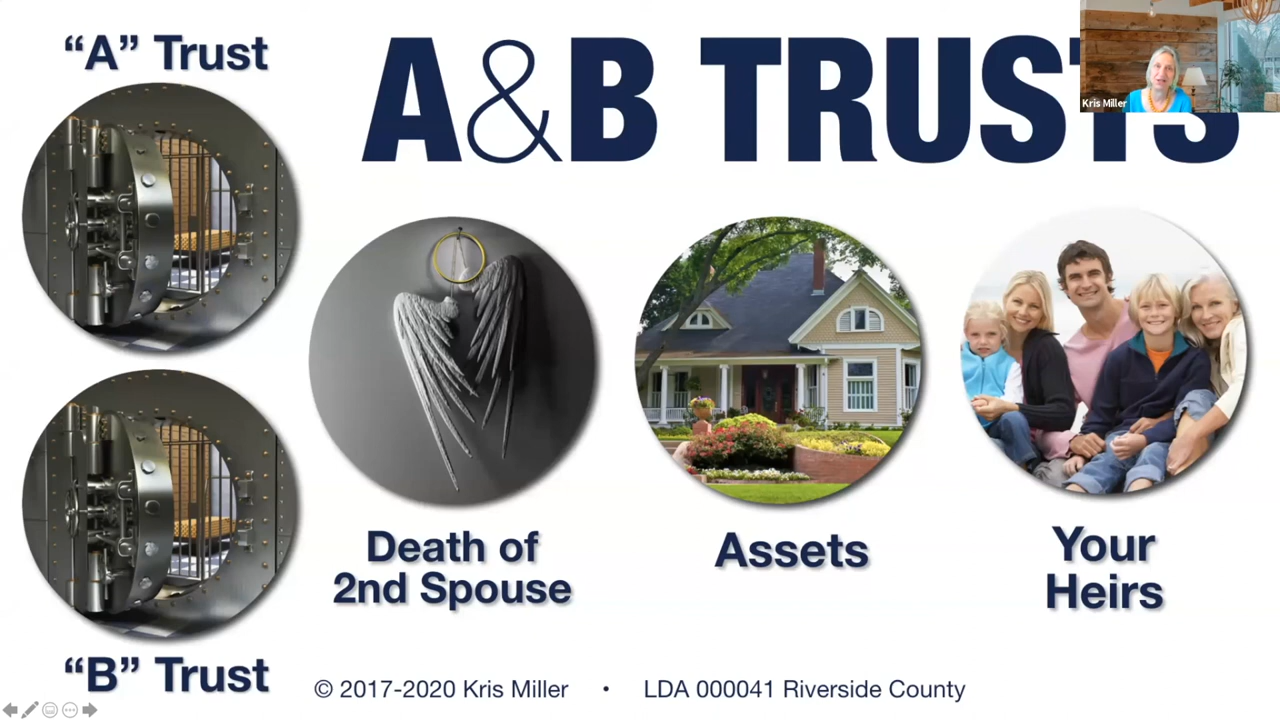 “A” Trust
A&B TRUSTS
Kris Miller
Death of
2nd Spouse
Assets
Your
Heirs
“B” Trust
© 2017-2020 Kris Miller • LDA 000041 Riverside County